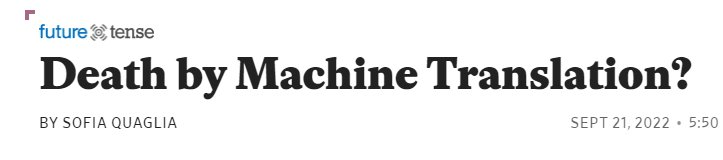 future tense
Death by Machine Translation?
BY SOFIA QUAGLIA SEPT 21, 2022 • 5:50